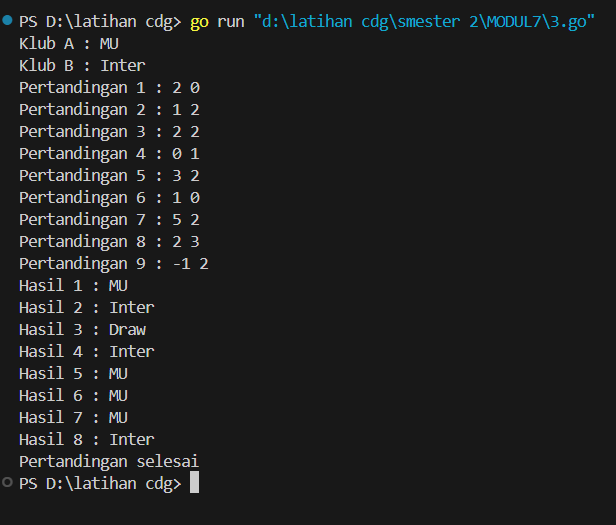 PS D:\latihan cdg> go run "d:\latihan cdg\smester 2\MODUL7\3.go"
Klub A : MU
Klub B : Inter
Pertandingan 1 : 2 0
Pertandingan 2 : 1 2
Pertandingan 3 : 2 2
Pertandingan 4 : 0 1
Pertandingan 5 : 3 2
Pertandingan 6 : 1 0
Pertandingan 7 : 5 2
Pertandingan 8 : 2 3
Pertandingan 9 : -1 2
Hasil 1 : MU
Hasil 2 : Inter
Hasil 3 : Draw
Hasil 4 : Inter
Hasil 5 : MU
Hasil 6 : MU
Hasil 7 : MU
Hasil 8 : Inter
Pertandingan selesai
PS D:\latihan cdg>